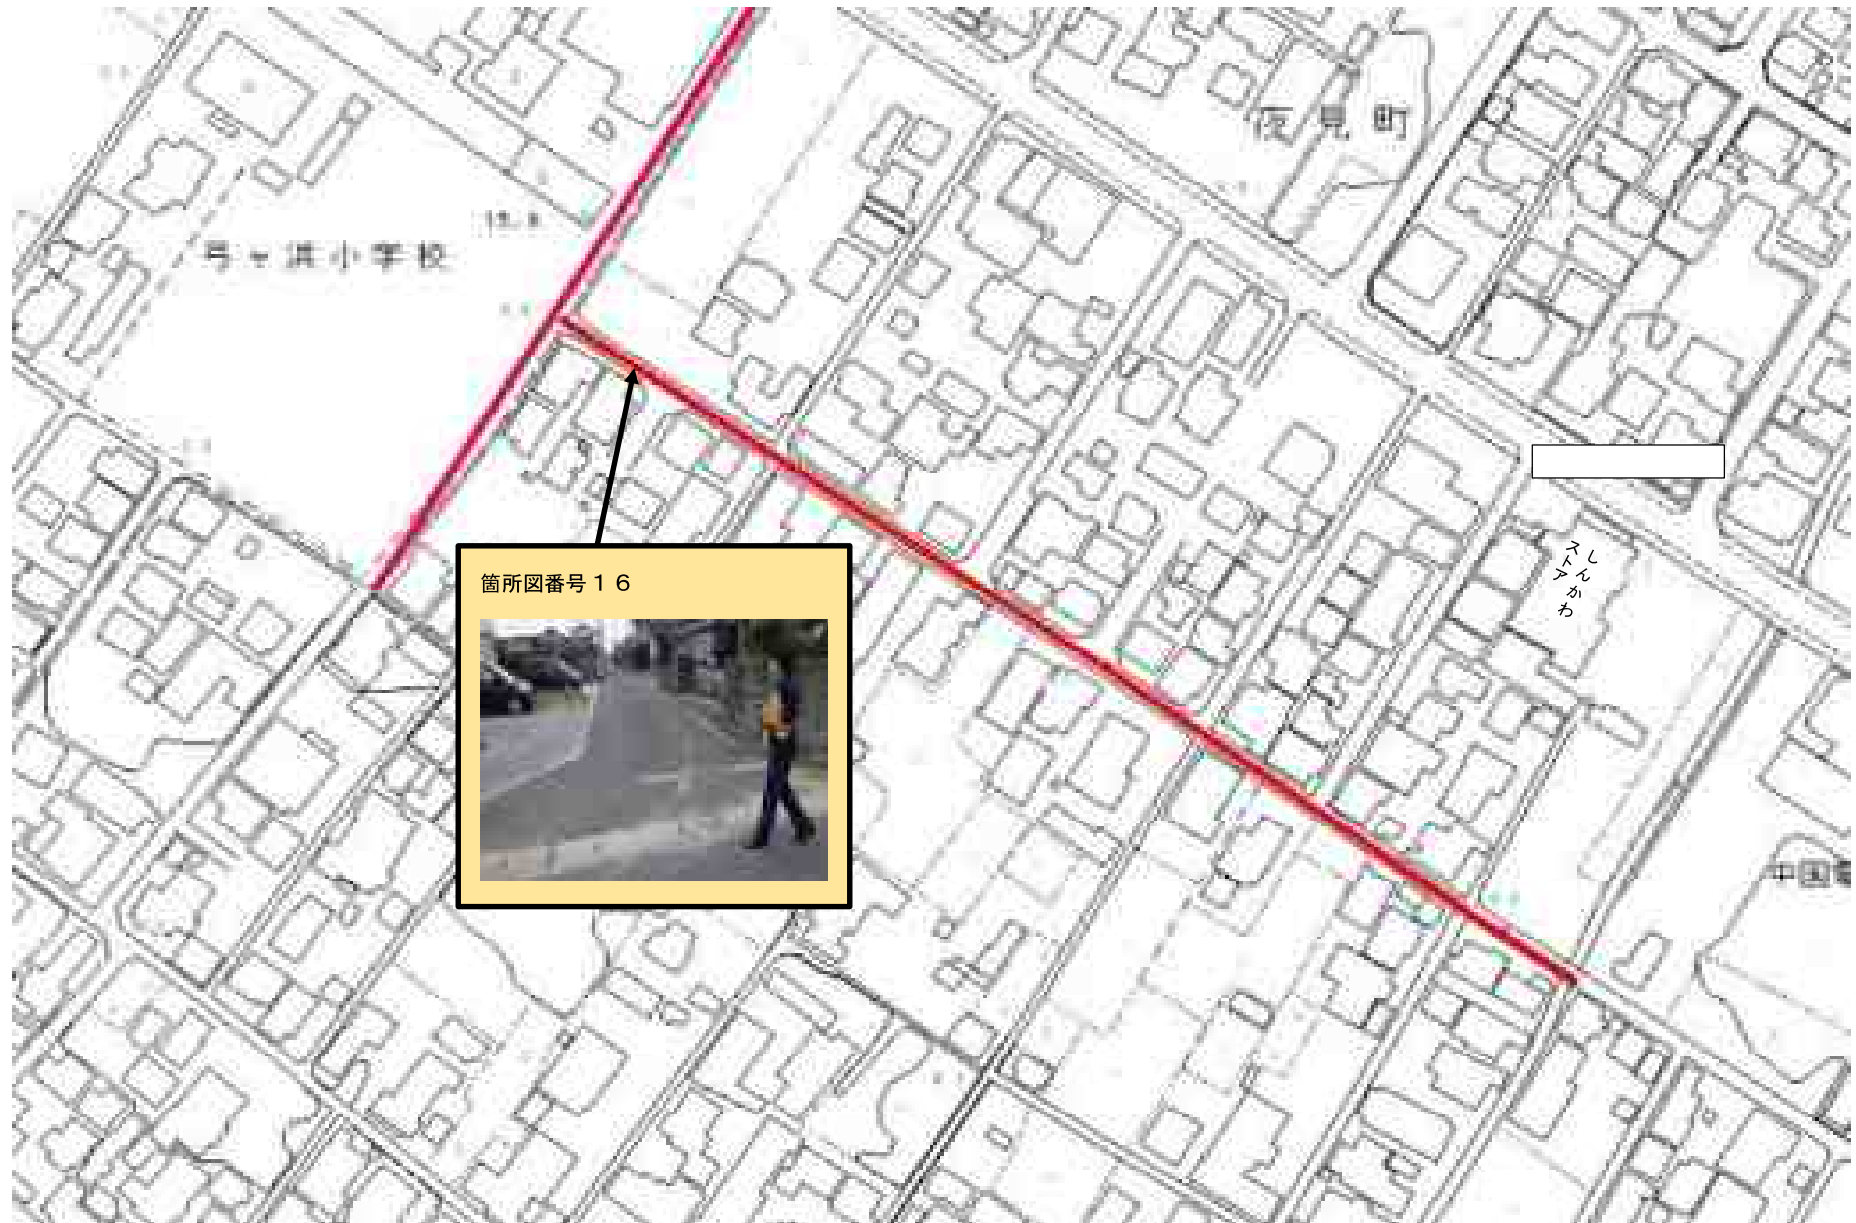 夜見町
弓ヶ浜小学校
しんかわ
ストア
箇所図番号１６
中国電